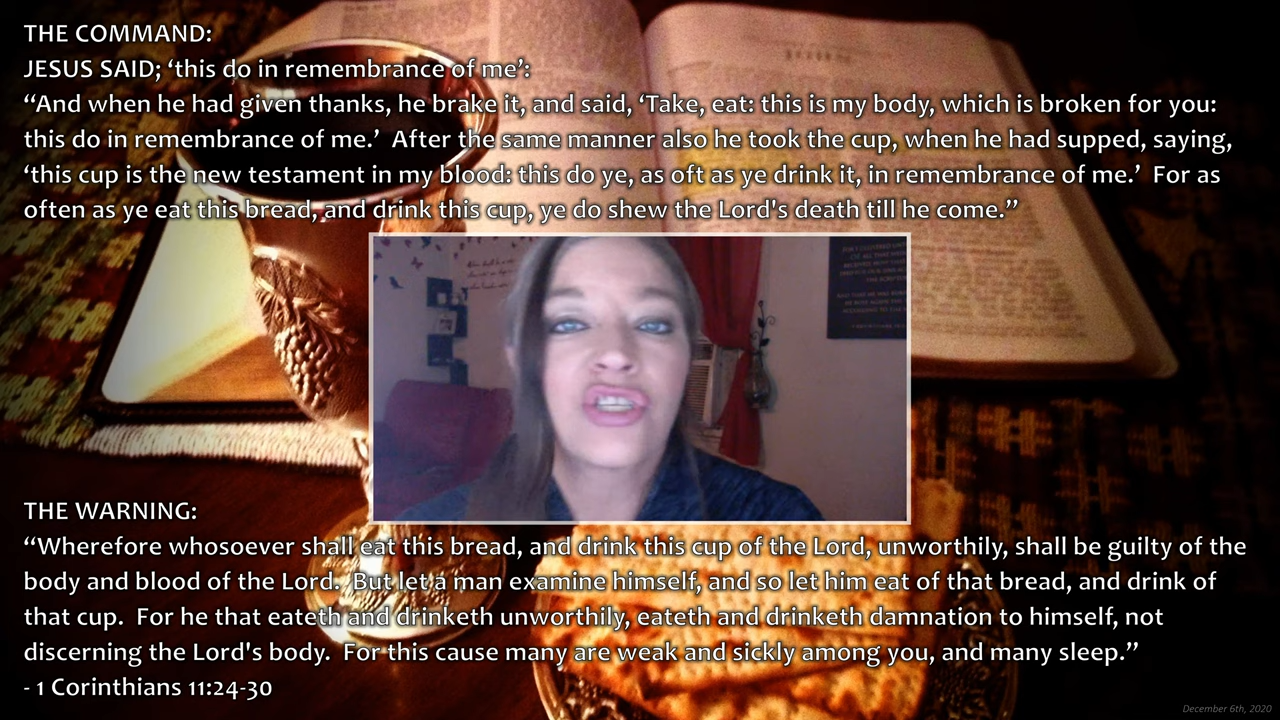 THE COMMAND:
JESUS SAID; ‘this do in remembrance of me’:
“And when he had given thanks, he brake it, and said, ‘Take, eat: this is my body, which is broken for you:
this do in remembrance of me.’  After the same manner also he took the cup, when he had supped, saying,
‘this cup is the new testament in my blood: this do ye, as oft as ye drink it, in remembrance of me.’  For as
often as ye eat this bread, and drink this cup, ye do shew the Lord's death till he come.”
THE WARNING:
“Wherefore whosoever shall eat this bread, and drink this cup of the Lord, unworthily, shall be guilty of the
body and blood of the Lord.  But let a man examine himself, and so let him eat of that bread, and drink of
that cup.  For he that eateth and drinketh unworthily, eateth and drinketh damnation to himself, not
discerning the Lord's body.  For this cause many are weak and sickly among you, and many sleep.”
- 1 Corinthians 11:24-30
December 6th, 2020